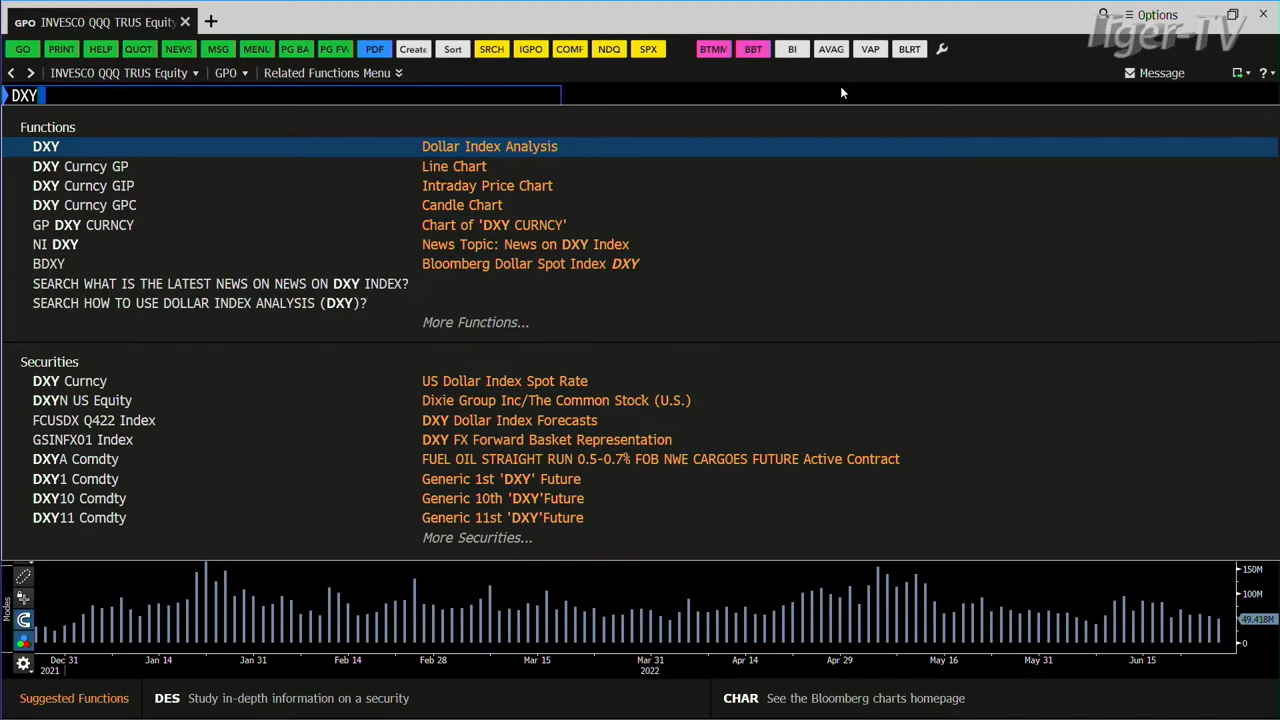 GPO INVESCO QQQ TRUS Equity
Options
Tiger-TV
GO PRINT HELP QUOT NEWS MSG MENU PG BA PG FW PDF Create Sort SRCH IGPO COMF NDQ SPX BTMM BBT BI AVAG VAP BLRT
INVESCO QQQ TRUS Equity GPO Related Functions Menu Message ?
DXY
Functions
DXY Dollar Index Analysis
DXY Curncy GP Line Chart
DXY Curncy GIP Intraday Price Chart
DXY Curncy GPC Candle Chart
GP DXY CURNCY Chart of 'DXY CURNCY'
NI DXY News Topic: News on DXY Index
BDXY Bloomberg Dollar Spot Index DXY
SEARCH WHAT IS THE LATEST NEWS ON NEWS ON DXY INDEX?
SEARCH HOW TO USE DOLLAR INDEX ANALYSIS (DXY)?
More Functions...
Securities
DXY Curncy US Dollar Index Spot Rate
DXYN US Equity Dixie Group Inc/The Common Stock (U.S.)
FCUSDX Q422 Index DXY Dollar Index Forecasts
GSINFX01 Index DXY FX Forward Basket Representation
DXYA Comdty FUEL OIL STRAIGHT RUN 0.5-0.7% FOB NWE CARGOES FUTURE Active Contract
DXY1 Comdty Generic 1st 'DXY' Future
DXY10 Comdty Generic 10th 'DXY'Future
DXY11 Comdty Generic 11st 'DXY'Future
More Securities...
Modes
150M
100M
49.418M
0
Dec 31 Jan 14 Jan 31 Feb 14 Feb 28 Mar 15 Mar 31 Apr 14 Apr 29 May 16 May 31 Jun 15
2021 2022
Suggested Functions DES Study in-depth information on a security CHAR See the Bloomberg charts homepage